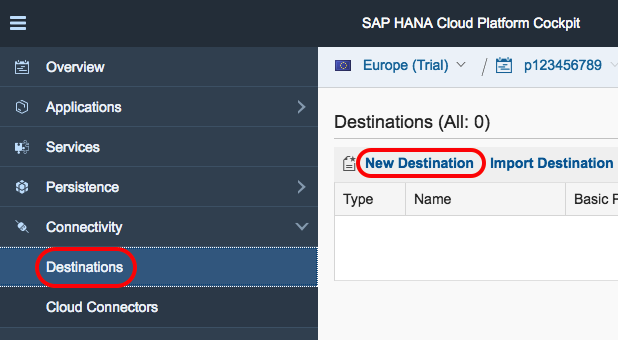 SAP HANA Cloud Platform Cockpit
Overview
Applications
Services
Persistence
Connectivity
Destinations
Cloud Connectors
Europe (Trial) / p123456789
Destinations (All: 0)
New Destination Import Destination
Type Name Basic